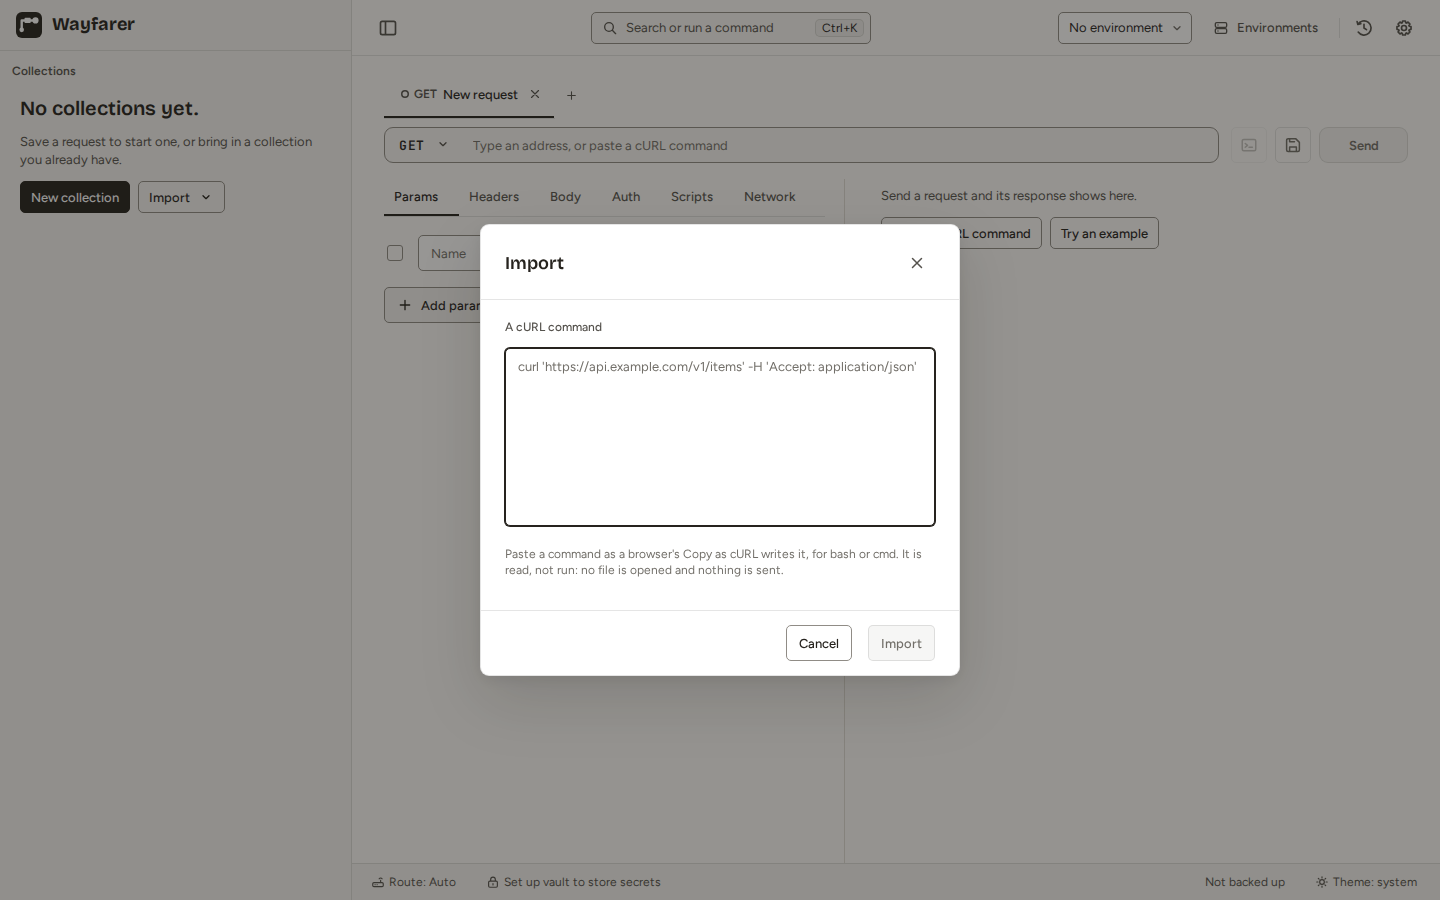 Wayfarer
Search or run a command
Ctrl+K
No environment
Environments
Collections
No collections yet.
Save a request to start one, or bring in a collection
you already have.
New collection
Import
GET New request
GET
Type an address, or paste a cURL command
Send
Params
Headers
Body
Auth
Scripts
Network
Send a request and its response shows here.
command
Try an example
Name
Add
Import
A cURL command
curl 'https://api.example.com/v1/items' -H 'Accept: application/json'
Paste a command as a browser's Copy as cURL writes it, for bash or cmd. It is
read, not run: no file is opened and nothing is sent.
Cancel
Import
Route: Auto
Set up vault to store secrets
Not backed up
Theme: system